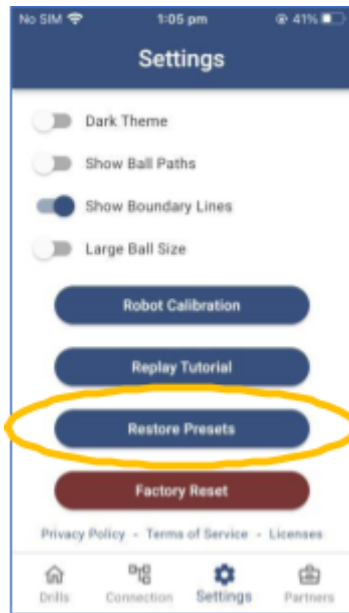 No SIM 1:05 pm 41%
Settings
Dark Theme
Show Ball Paths
Show Boundary Lines
Large Ball Size
Robot Calibration
Replay Tutorial
Restore Presets
Factory Reset
Privacy Policy - Terms of Service - Licenses
Drills Connection Settings Partners